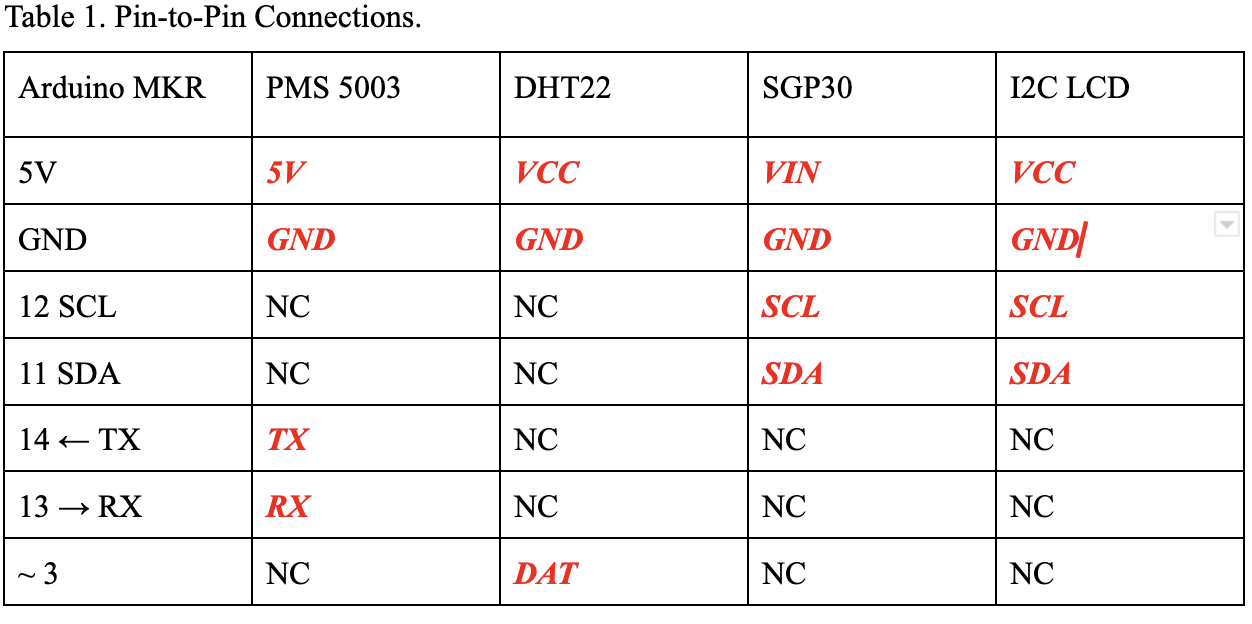 Table 1. Pin-to-Pin Connections.
Arduino MKR PMS 5003 DHT22 SGP30 I2C LCD
5V 5V VCC VIN VCC
GND GND GND GND GND
12 SCL NC NC SCL SCL
11 SDA NC NC SDA SDA
14 ← TX TX NC NC NC
13 → RX RX NC NC NC
~ 3 NC DAT NC NC